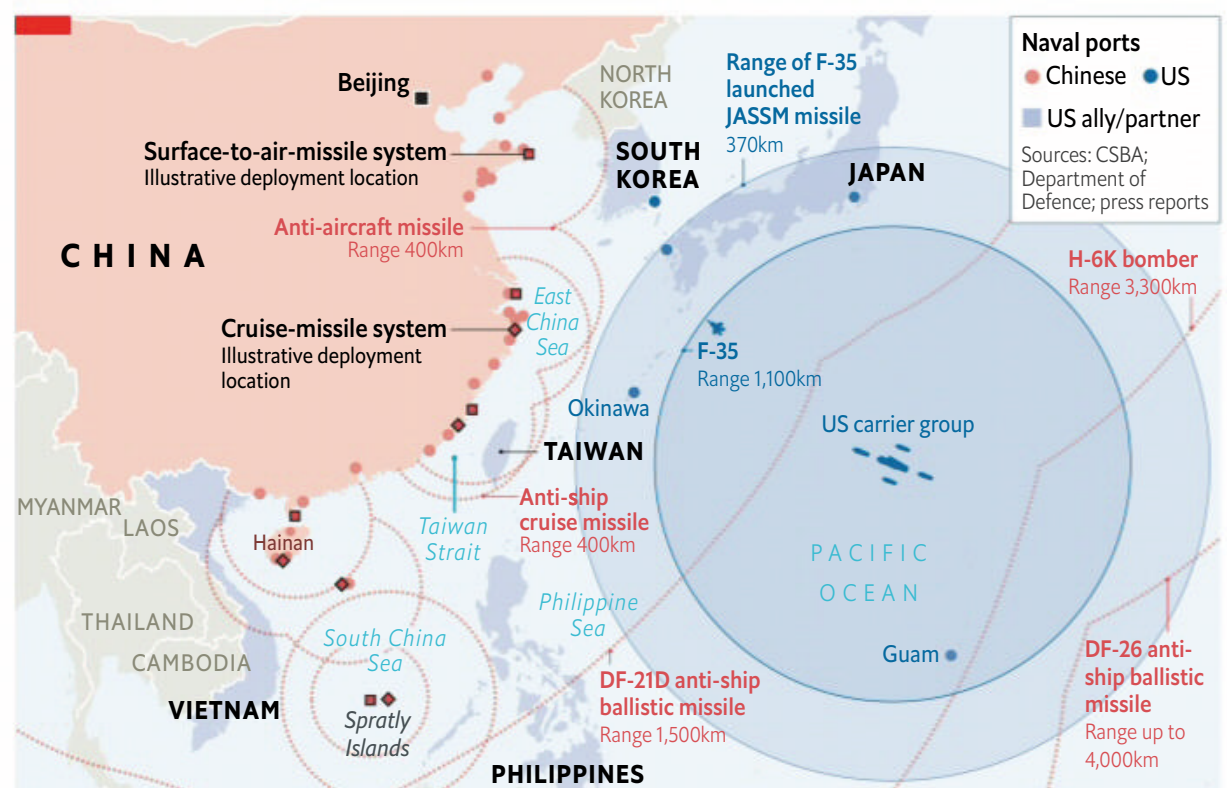 Naval ports
Chinese
US
US ally/partner
Sources: CSBA;
Department of
Defence; press reports
Beijing
NORTH
KOREA
Range of F-35
launched
JASSM missile
370km
Surface-to-air-missile system
Illustrative deployment location
SOUTH
KOREA
JAPAN
Anti-aircraft missile
Range 400km
CHINA
H-6K bomber
Range 3,300km
East
China
Sea
Cruise-missile system
Illustrative deployment
location
F-35
Range 1,100km
Okinawa
US carrier group
TAIWAN
MYANMAR
LAOS
Hainan
Taiwan
Strait
Anti-ship
cruise missile
Range 400km
PACIFIC
OCEAN
THAILAND
CAMBODIA
VIETNAM
South China
Sea
Philippine
Sea
Guam
DF-21D anti-ship
ballistic missile
Range 1,500km
DF-26 anti-
ship ballistic
missile
Range up to
4,000km
Spratly
Islands
PHILIPPINES